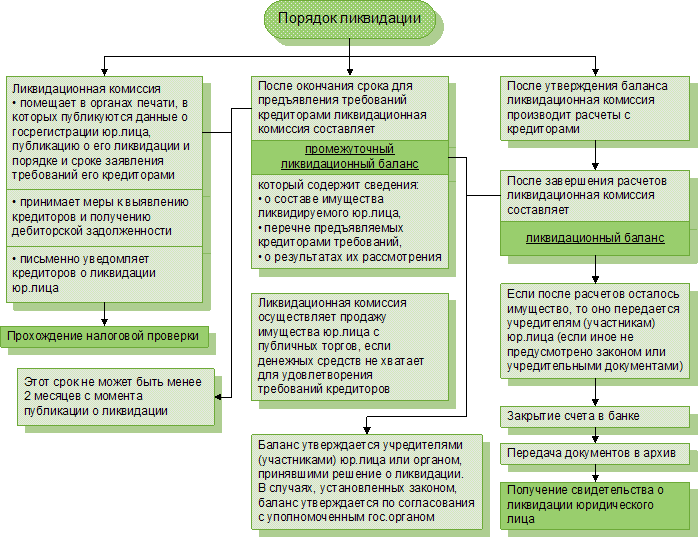 Порядок ликвидации
Ликвидационная комиссия
• помещает в органах печати, в
которых публикуются данные о
госрегистрации юр.лица,
публикацию о его ликвидации и
порядке и сроке заявления
требований его кредиторами
• принимает меры к выявлению
кредиторов и получению
дебиторской задолженности
• письменно уведомляет
кредиторов о ликвидации
юр.лица
Прохождение налоговой проверки
Этот срок не может быть менее
2 месяцев с момента
публикации о ликвидации
После окончания срока для
предъявления требований
кредиторами ликвидационная
комиссия составляет
промежуточный
ликвидационный баланс
который содержит сведения:
• о составе имущества
ликвидируемого юр.лица,
• перечне предъявляемых
кредиторами требований,
• о результатах их рассмотрения
Ликвидационная комиссия
осуществляет продажу
имущества юр.лица с
публичных торгов, если
денежных средств не хватает
для удовлетворения
требований кредиторов
Баланс утверждается учредителями
(участниками) юр.лица или органом,
принявшими решение о ликвидации.
В случаях, установленных законом,
баланс утверждается по согласования
с уполномоченным гос.органом
После утверждения баланса
ликвидационная комиссия
производит расчеты с
кредиторами
После завершения расчетов
ликвидационная комиссия
составляет
ликвидационный баланс
Если после расчетов осталось
имущество, то оно передается
учредителям (участникам)
юр.лица (если иное не
предусмотрено законом или
учредительными документами)
Закрытие счета в банке
Передача документов в архив
Получение свидетельства о
ликвидации юридического
лица